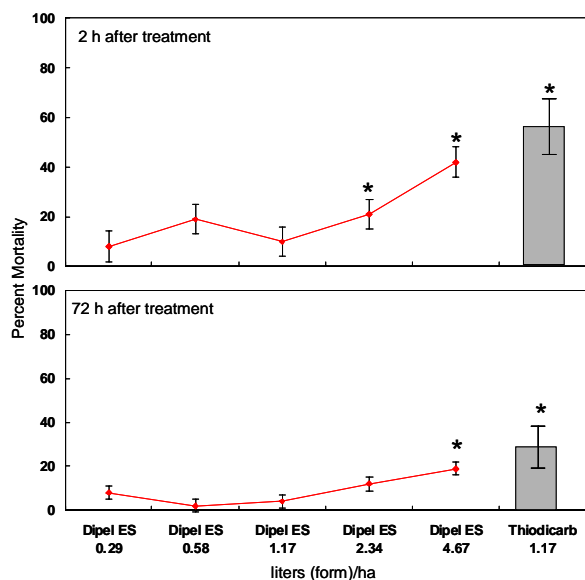 100
2 h after treatment
80
*
60
*
40
*
20
0
Percent Mortality
100
72 h after treatment
80
60
*
40
*
20
0
Dipel ES Dipel ES Dipel ES Dipel ES Dipel ES Thiodicarb
0.29 0.58 1.17 2.34 4.67 1.17
liters (form)/ha